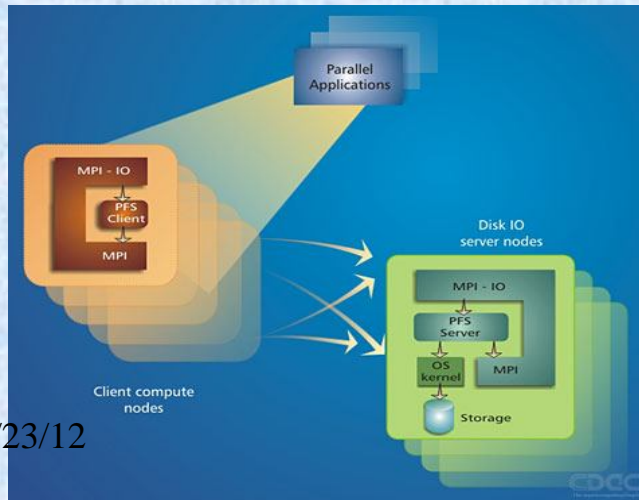 Parallel
Applications
MPI - IO
PFS
Client
MPI
Client compute
nodes
Disk IO
server nodes
MPI - IO
PFS
Server
OS
kernel
MPI
Storage
/23/12
CDAC